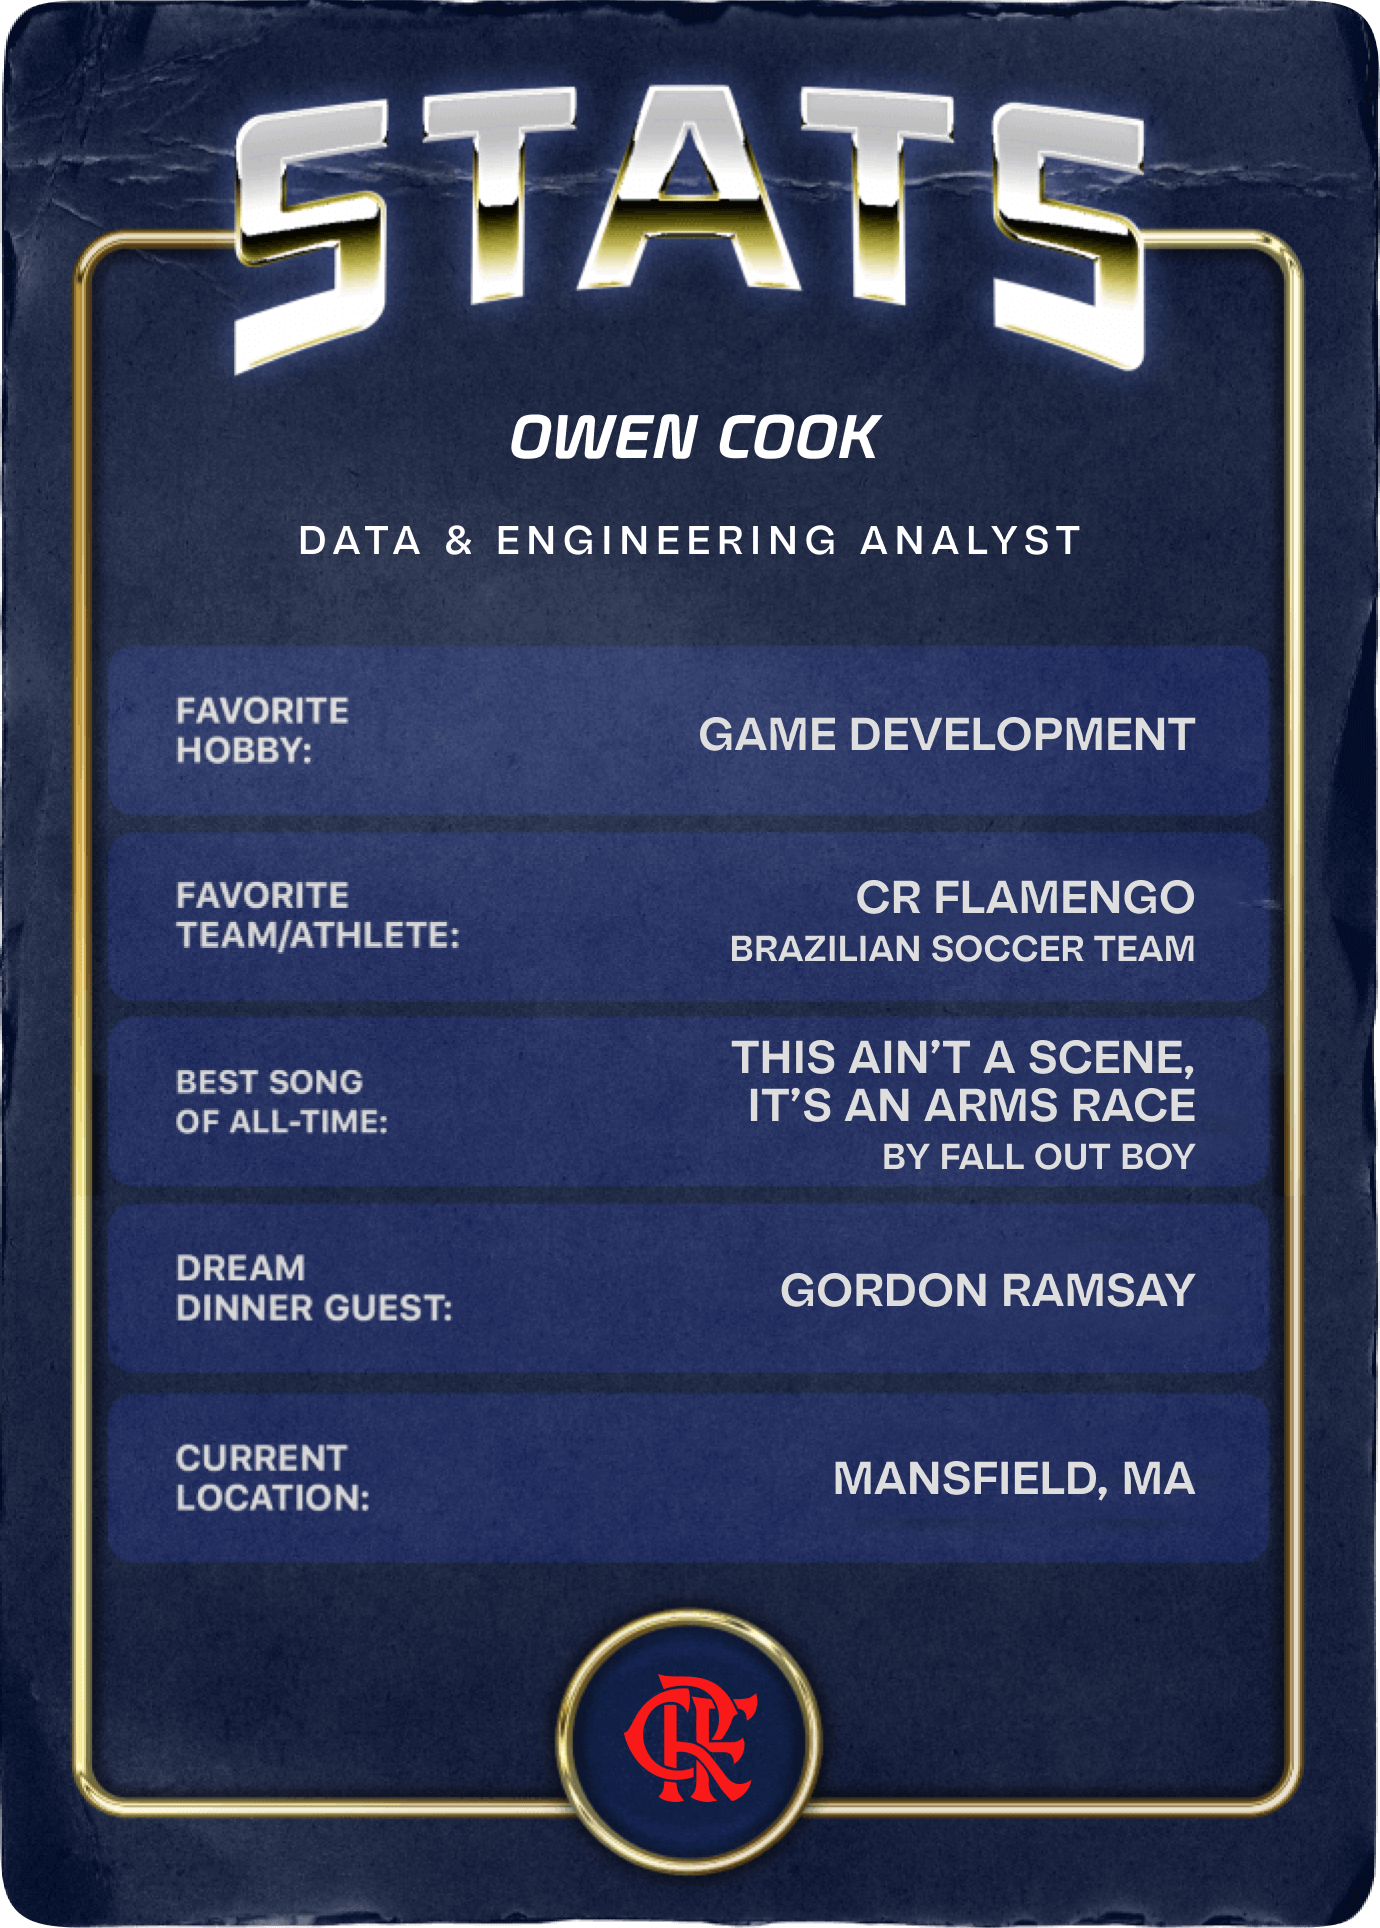 STATS
OWEN COOK
DATA & ENGINEERING ANALYST
FAVORITE
HOBBY:
GAME DEVELOPMENT
FAVORITE
TEAM/ATHLETE:
CR FLAMENGO
BRAZILIAN SOCCER TEAM
BEST SONG
OF ALL-TIME:
THIS AIN’T A SCENE,
IT’S AN ARMS RACE
BY FALL OUT BOY
DREAM
DINNER GUEST:
GORDON RAMSAY
CURRENT
LOCATION:
MANSFIELD, MA
CRF